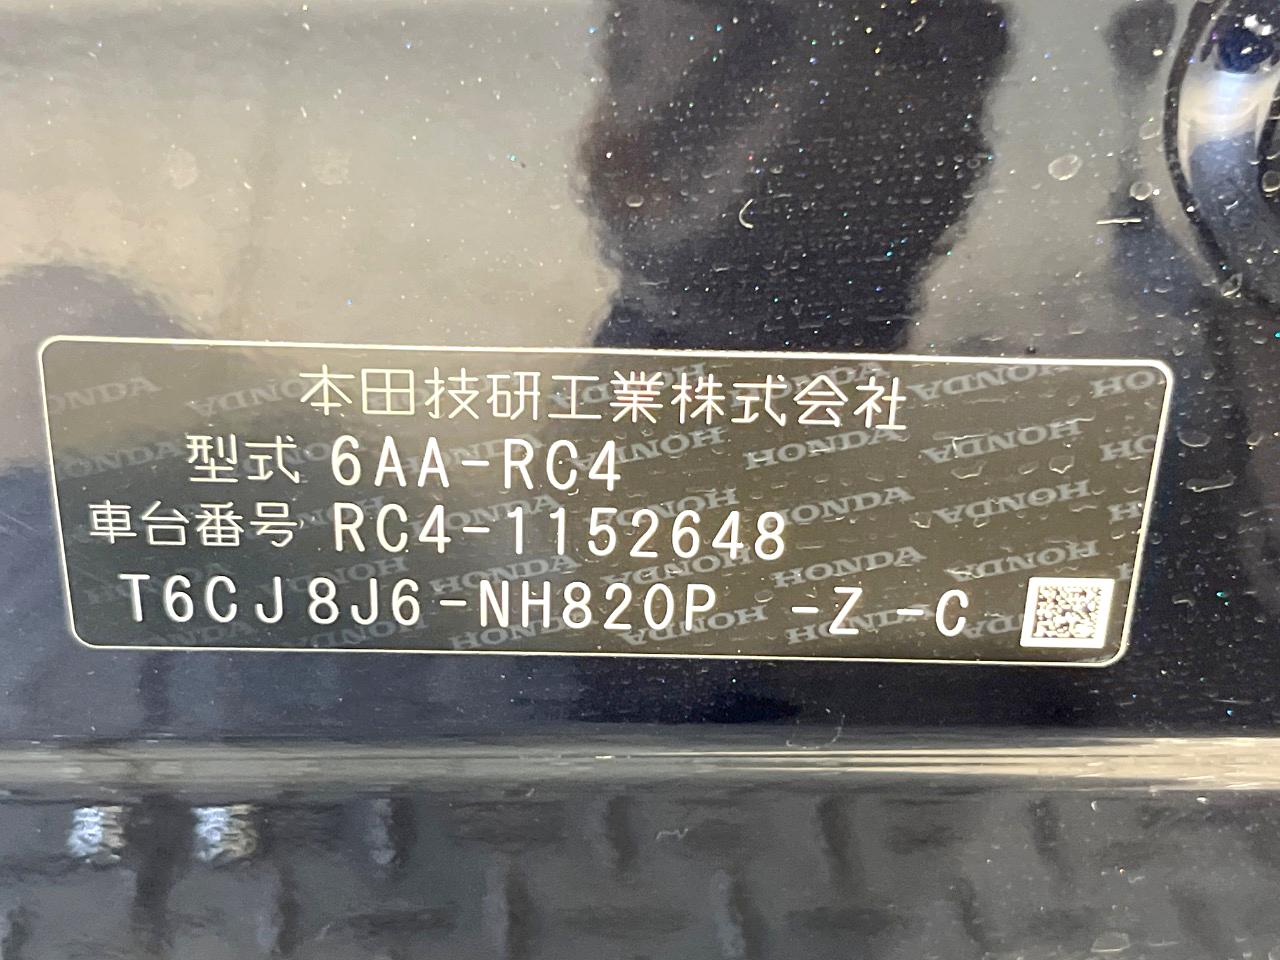 本田技研工業株式会社
型式 6AA-RC4
車台番号 RC4-1152648
T6CJ8J6-NH820P -Z-C